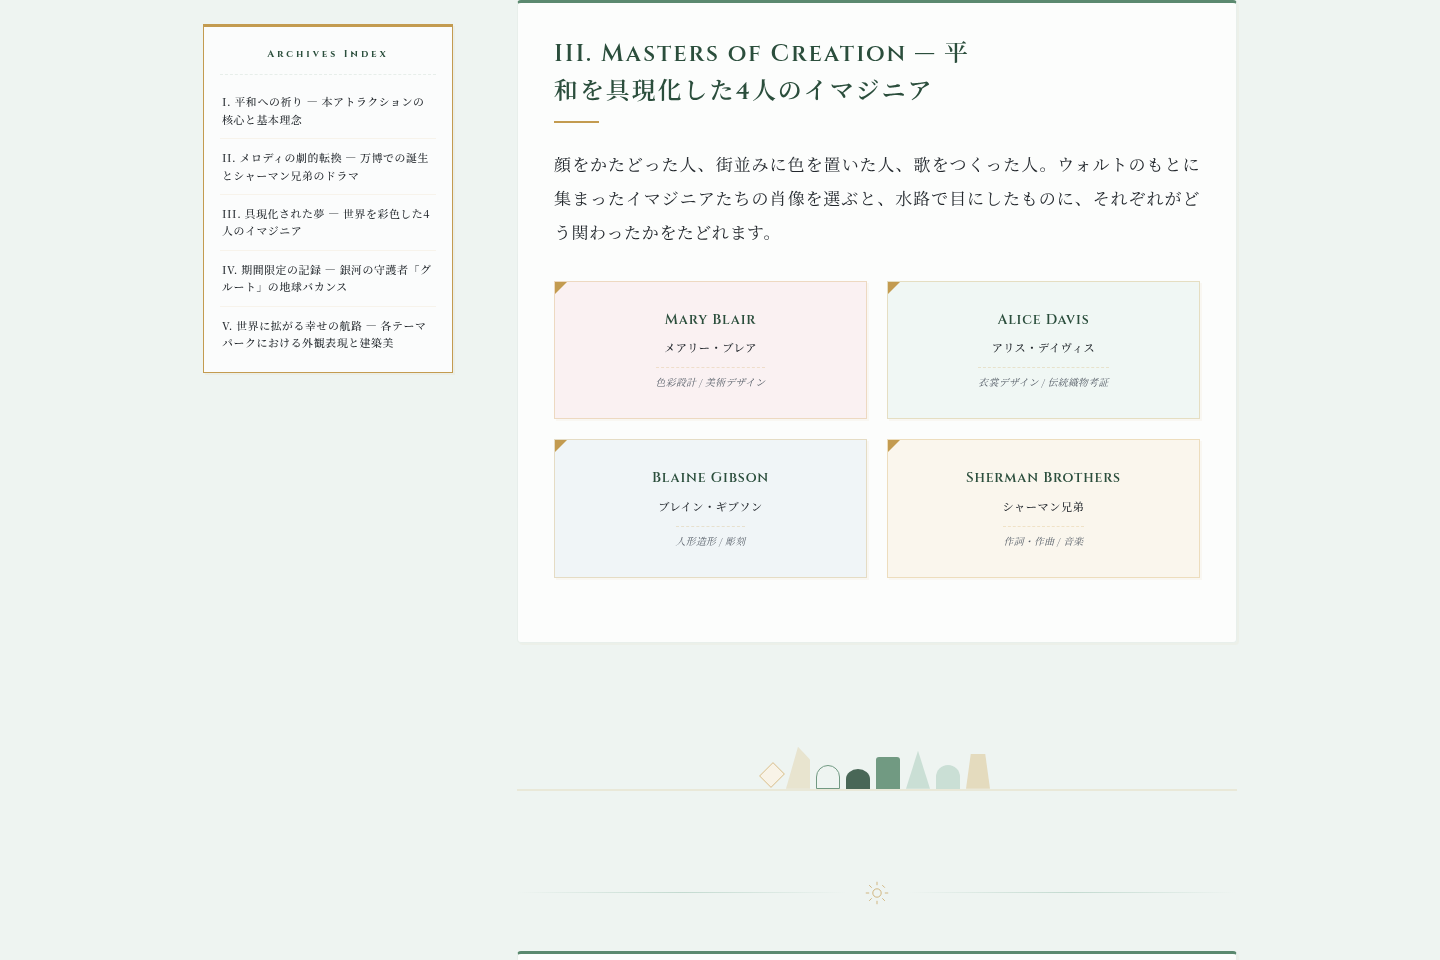 Archives Index
I. 平和への祈り — 本アトラクションの
核心と基本理念
II. メロディの劇的転換 — 万博での誕生
とシャーマン兄弟のドラマ
III. 具現化された夢 — 世界を彩色した4
人のイマジニア
IV. 期間限定の記録 — 銀河の守護者「グ
ルート」の地球バカンス
V. 世界に拡がる幸せの航路 — 各テーマ
パークにおける外観表現と建築美
III. Masters of Creation — 平
和を具現化した4人のイマジニア
顔をかたどった人、街並みに色を置いた人、歌をつくった人。ウォルトのもとに
集まったイマジニアたちの肖像を選ぶと、水路で目にしたものに、それぞれがど
う関わったかをたどれます。
Mary Blair
メアリー・ブレア
色彩設計 / 美術デザイン
Alice Davis
アリス・デイヴィス
衣裳デザイン / 伝統織物考証
Blaine Gibson
ブレイン・ギブソン
人形造形 / 彫刻
Sherman Brothers
シャーマン兄弟
作詞・作曲 / 音楽